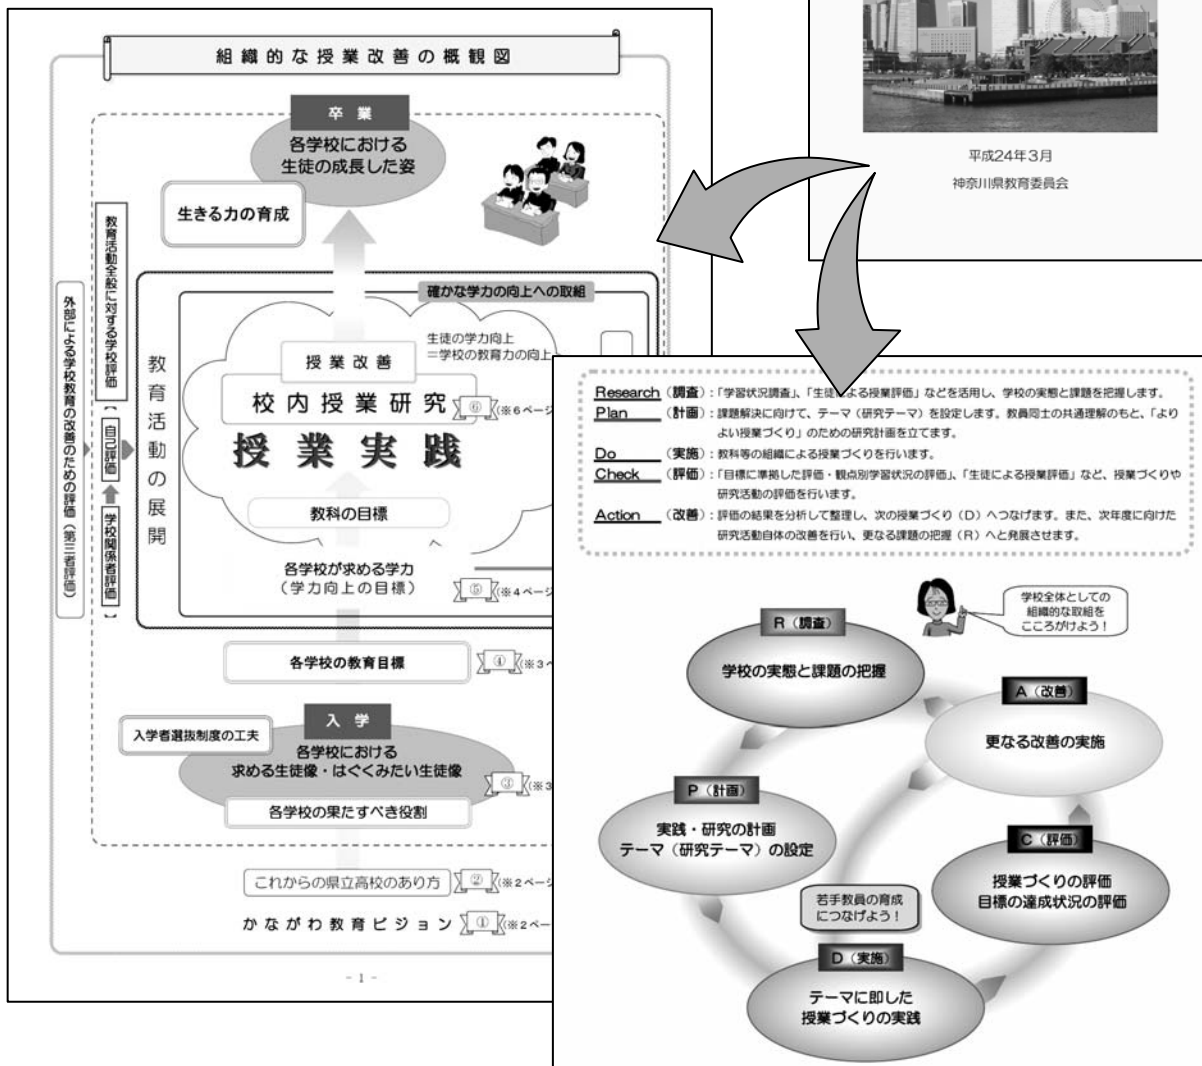 組織的な授業改善の概観図
卒 業
各学校における
生徒の成長した姿
生きる力の育成
外部による学校教育の改善のための評価（第三者評価）
教育活動全般に対する学校評価
【自己評価
学校関係者評価】
教育活動の展開
確かな学力の向上への取組
生徒の学力向上
＝学校の教育力の向上
授業改善
校内授業研究
⑥
(※6ページ
授業実践
教科の目標
各学校が求める学力
（学力向上の目標）
⑤
(※4ページ
各学校の教育目標
④
(※3ペ
入 学
入学者選抜制度の工夫
各学校における
求める生徒像・はぐくみたい生徒像
③
(※3
各学校の果たすべき役割
これからの県立高校のあり方
②
(※2ペー
かながわ教育ビジョン
①
(※2ペー
- 1 -
平成24年3月
神奈川県教育委員会
Research（調査）：「学習状況調査」、「生徒による授業評価」などを活用し、学校の実態と課題を把握します。
Plan（計画）：課題解決に向けて、テーマ（研究テーマ）を設定します。教員同士の共通理解のもと、「より
よい授業づくり」のための研究計画を立てます。
Do（実施）：教科等の組織による授業づくりを行います。
Check（評価）：「目標に準拠した評価・観点別学習状況の評価」、「生徒による授業評価」など、授業づくりや
研究活動の評価を行います。
Action（改善）：評価の結果を分析して整理し、次の授業づくり（D）へつなげます。また、次年度に向けた
研究活動自体の改善を行い、更なる課題の把握（R）へと発展させます。
学校全体としての
組織的な取組を
こころがけよう！
R（調査）
学校の実態と課題の把握
A（改善）
更なる改善の実施
P（計画）
実践・研究の計画
テーマ（研究テーマ）の設定
C（評価）
授業づくりの評価
目標の達成状況の評価
若手教員の育成
につなげよう！
D（実施）
テーマに即した
授業づくりの実践